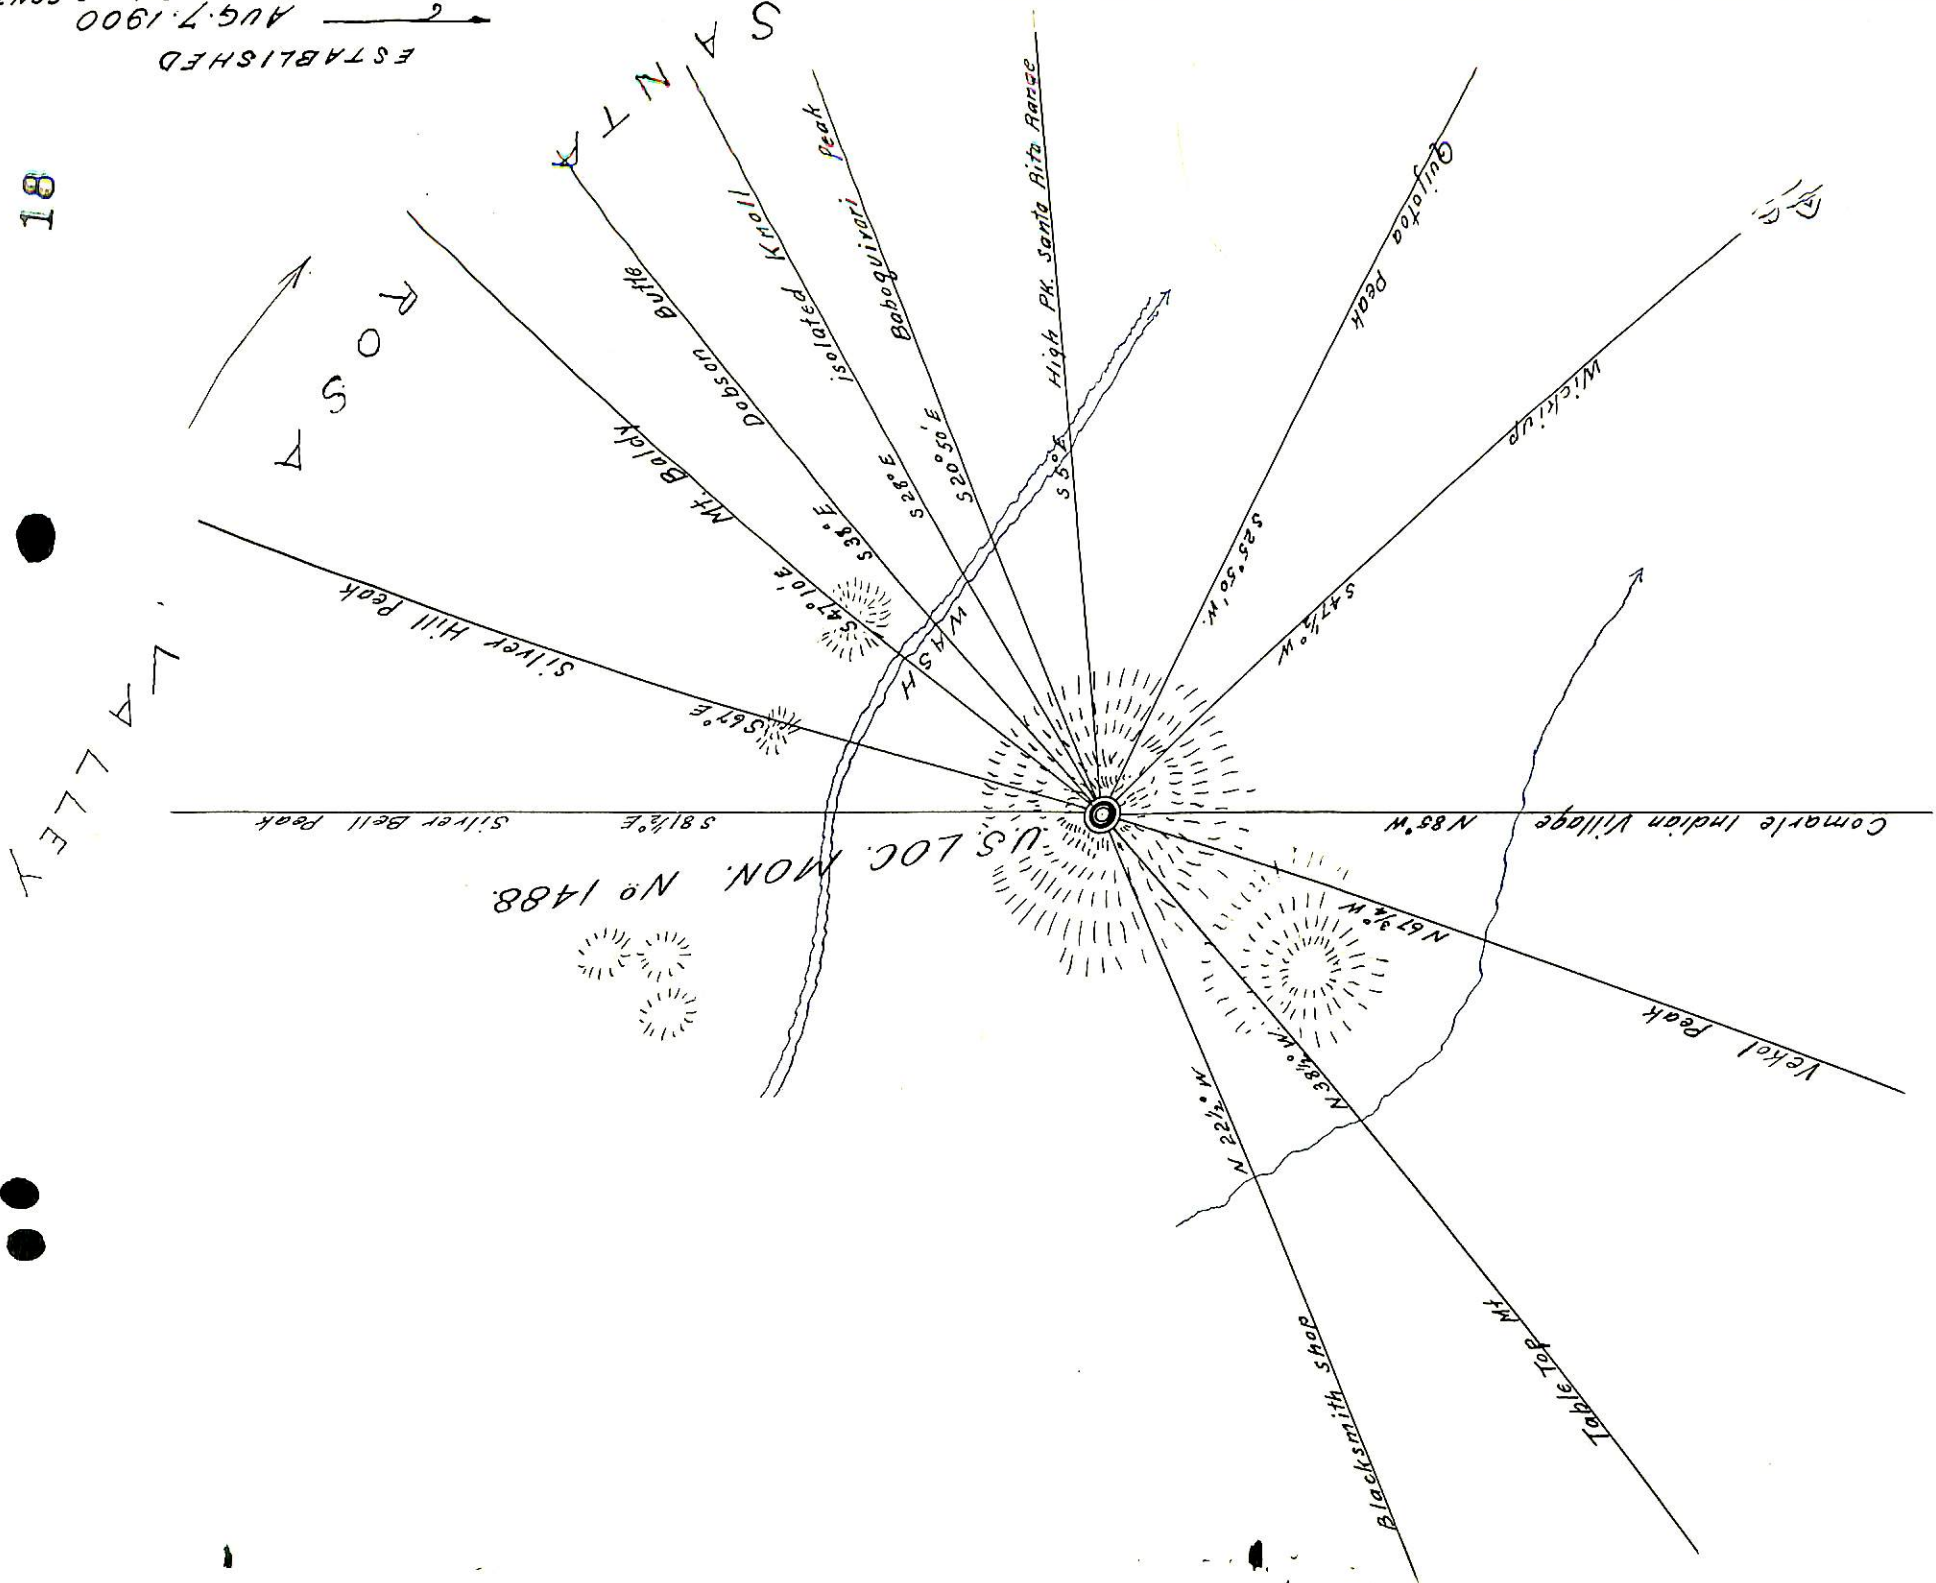 ESTABLISHED
AUG. 7. 1900
18
SANTA ROSA VALLEY
U.S. LOC. MON. No 1488.
WASH
High PK. Santa Rita Range
S 5° E
Baboquivari Peak
S 20° 50' E
isolated Knoll
S 28° E
Dobson Butte
S 38° E
Mt. Baldy
S 47° 10' E
Silver Hill Peak
S 67° E
Silver Bell Peak
S 81½° E
Quijotoa Peak
S 25° 50' W.
Wickiup
S 47½° W
Comarle Indian Village
N 85° W
Vekol Peak
N 67¾° W
Table Top Mt
N 38½° W.
Blacksmith shop
N 22½° W